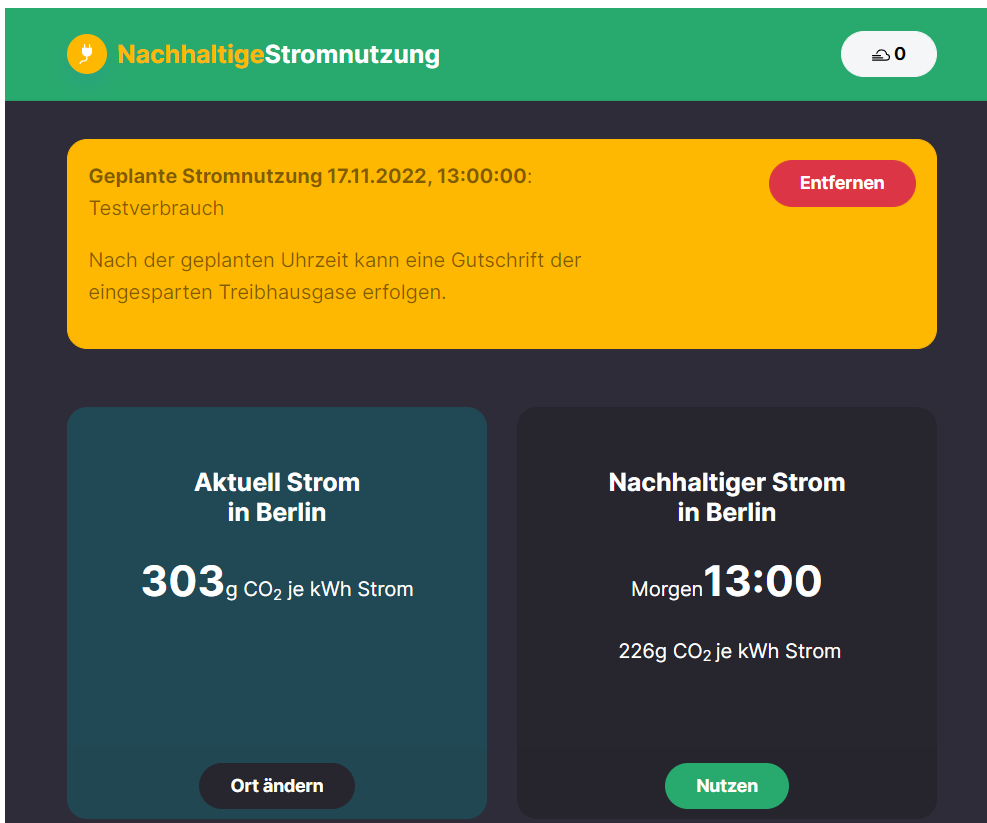 NachhaltigeStromnutzung
0
Geplante Stromnutzung 17.11.2022, 13:00:00:
Testverbrauch
Entfernen
Nach der geplanten Uhrzeit kann eine Gutschrift der
eingesparten Treibhausgase erfolgen.
Aktuell Strom
in Berlin
303g CO₂ je kWh Strom
Ort ändern
Nachhaltiger Strom
in Berlin
Morgen13:00
226g CO₂ je kWh Strom
Nutzen